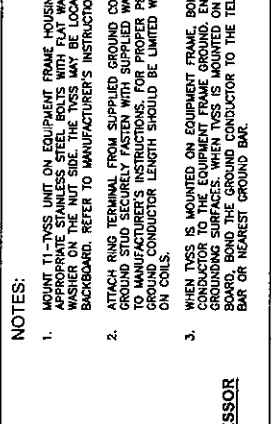 NOTES:
1. MOUNT T1-TVSS UNIT ON EQUIPMENT FRAME HOUSIN
APPROPRIATE STAINLESS STEEL BOLTS WITH FLAT WA
WASHER ON THE NUT SIDE. THE TVSS MAY BE LOCA
BACKBOARD. REFER TO MANUFACTURER'S INSTRUCTIO
2. ATTACH RING TERMINAL FROM SUPPLIED GROUND CO
GROUND STUD SECURELY FASTEN WITH SUPPLIED WA
TO MANUFACTURER'S INSTRUCTIONS. FOR PROPER PE
GROUND CONDUCTOR LENGTH SHOULD BE LIMITED W
ON COILS.
3. WHEN TVSS IS MOUNTED ON EQUIPMENT FRAME, BON
CONDUCTOR TO THE EQUIPMENT FRAME GROUND. EN
GROUNDING SURFACES. WHEN TVSS IS MOUNTED ON
BOARD, BOND THE GROUND CONDUCTOR TO THE TEL
BAR OR NEAREST GROUND BAR.
SSOR